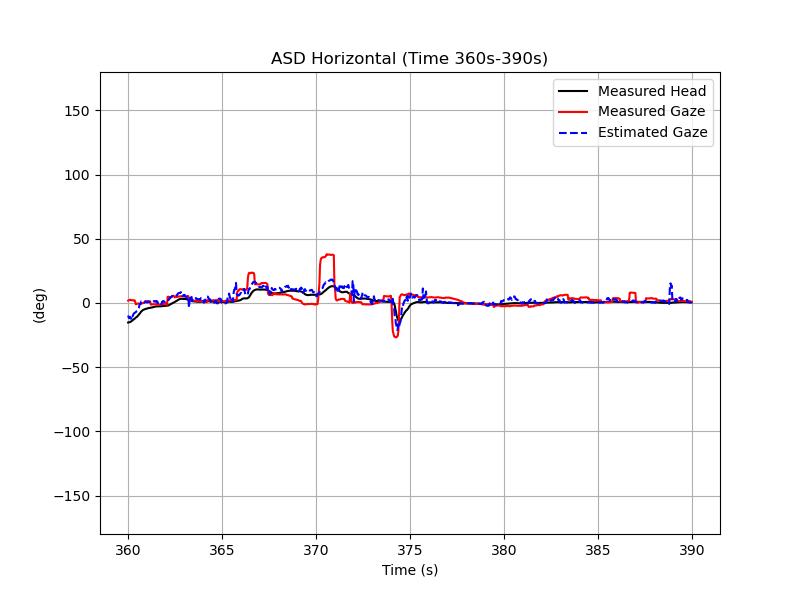 ASD Horizontal (Time 360s-390s)
Measured Head
Measured Gaze
Estimated Gaze
150
100
50
0
−50
−100
−150
(deg)
360 365 370 375 380 385 390
Time (s)